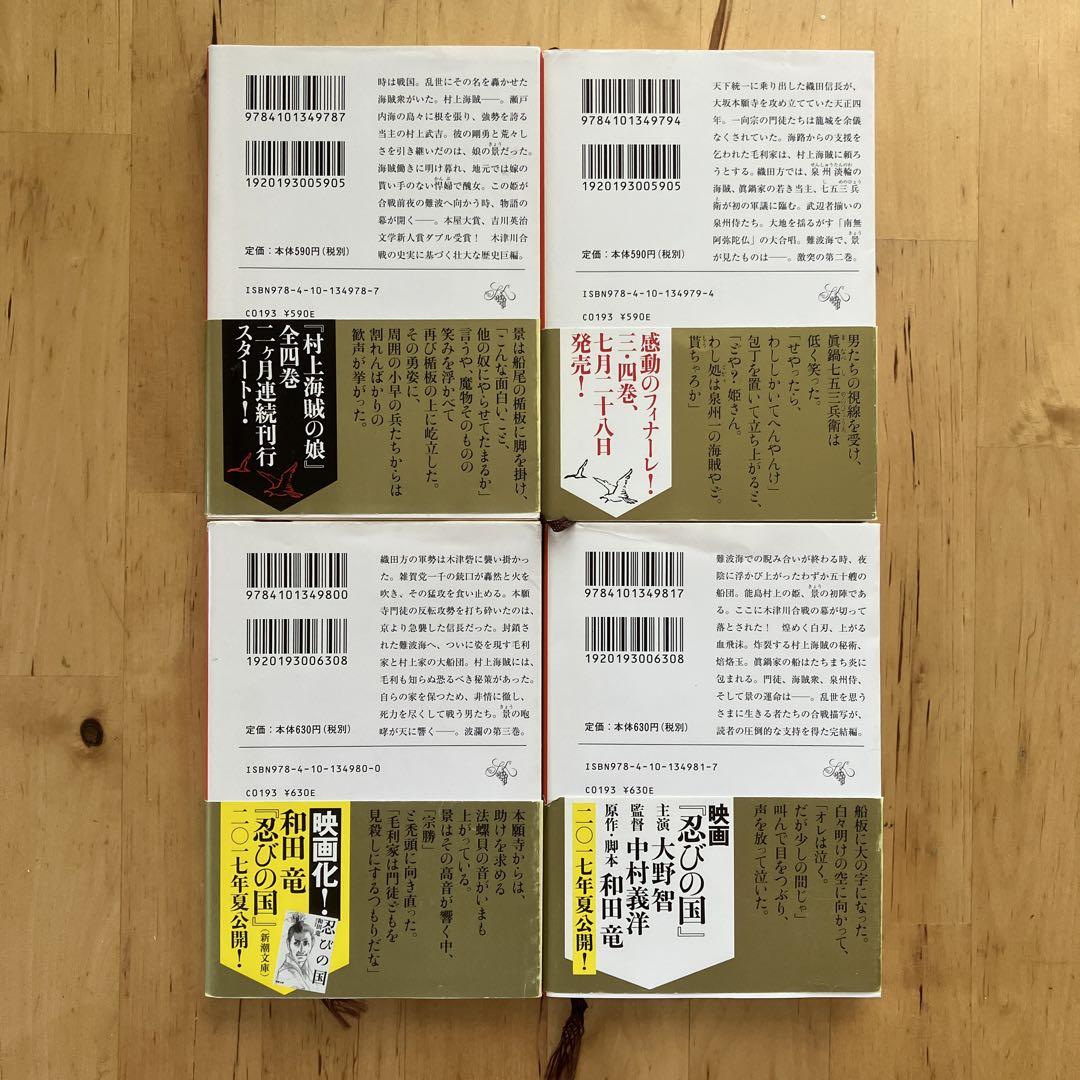 9784101349787
1920193005905
定価：本体590円（税別）
時は戦国。乱世にその名を轟かせた
海賊衆がいた。村上海賊――。瀬戸
内海の島々に根を張り、強勢を誇る
当主の村上武吉。彼の剛勇と荒々し
さを引き継いだのは、娘の景だった。
海賊働きに明け暮れ、地元では嫁の
貰い手のない悍婦で醜女。この姫が
合戦前夜の難波へ向かう時、物語の
幕が開く――。本屋大賞、吉川英治
文学新人賞ダブル受賞！　木津川合
戦の史実に基づく壮大な歴史巨編。
ISBN978-4-10-134978-7
C0193 ¥590E
景は船尾の楯板に脚を掛け、
「こんな面白いこと、
他の奴にやらせてたまるか」
言うや、魔物そのものの
笑みを浮かべて
再び楯板の上に屹立した。
その勇姿に、
周囲の小早の兵たちからは
割れんばかりの
歓声が挙がった。
『村上海賊の娘』
全四巻
二ヶ月連続刊行
スタート！
9784101349794
1920193005905
定価：本体590円（税別）
天下統一に乗り出した織田信長が、
大坂本願寺を攻め立てていた天正四
年。一向宗の門徒たちは籠城を余儀
なくされていた。海路からの支援を
乞われた毛利家は、村上海賊に頼ろ
うとする。織田方では、泉州淡輪の
海賊、眞鍋家の若き当主、七五三兵
衛が初の軍議に臨む。武辺者揃いの
泉州侍たち。大地を揺るがす「南無
阿弥陀仏」の大合唱。難波海で、景
が見たものは――。激突の第二巻。
ISBN978-4-10-134979-4
C0193 ¥590E
男たちの視線を受け、
眞鍋七五三兵衛は
低く笑った。
「せやったら、
わししかいてへんやんけ」
包丁を置いて立ち上がると、
「どや？姫さん。
わし処は泉州一の海賊やど。
貰ちゃろか」
感動のフィナーレ！
三・四巻、
七月二十八日
発売！
9784101349800
1920193006308
定価：本体630円（税別）
織田方の軍勢は木津砦に襲い掛かっ
た。雑賀党一千の銃口が轟然と火を
吹き、その猛攻を食い止める。本願
寺門徒の反転攻勢を打ち砕いたのは、
京より急襲した信長だった。封鎖さ
れた難波海へ、ついに姿を現す毛利
家と村上家の大船団。村上海賊には、
毛利も知らぬ恐るべき秘策があった。
自らの家を保つため、非情に徹し、
死力を尽くして戦う男たち。景の咆
哮が天に響く――。波瀾の第三巻。
ISBN978-4-10-134980-0
C0193 ¥630E
本願寺からは、
助けを求める
法螺貝の音がいまも
上がっている。
景はその高音が響く中、
「宗勝」
と禿頭に向き直った。
「毛利家は門徒どもを
見殺しにするつもりだな」
映画化！
和田 竜
『忍びの国』
（新潮文庫）
二〇一七年夏公開！
忍びの国
和田竜
9784101349817
1920193006308
定価：本体630円（税別）
難波海での睨み合いが終わる時、夜
陰に浮かび上がったわずか五十艘の
船団。能島村上の姫、景の初陣であ
る。ここに木津川合戦の幕が切って
落とされた！　煌めく白刃、上がる
血飛沫。炸裂する村上海賊の秘術、
焙烙玉。眞鍋家の船はたちまち炎に
包まれる。門徒、海賊衆、泉州侍、
そして景の運命は――。乱世を思う
さまに生きる者たちの合戦描写が、
読者の圧倒的な支持を得た完結編。
ISBN978-4-10-134981-7
C0193 ¥630E
船板に大の字になった。
白々明けの空に向かって、
「オレは泣く。
だが少しの間じゃ」
叫んで目をつぶり、
声を放って泣いた。
映画
『忍びの国』
主演 大野智
監督 中村義洋
原作・脚本 和田竜
二〇一七年夏公開！